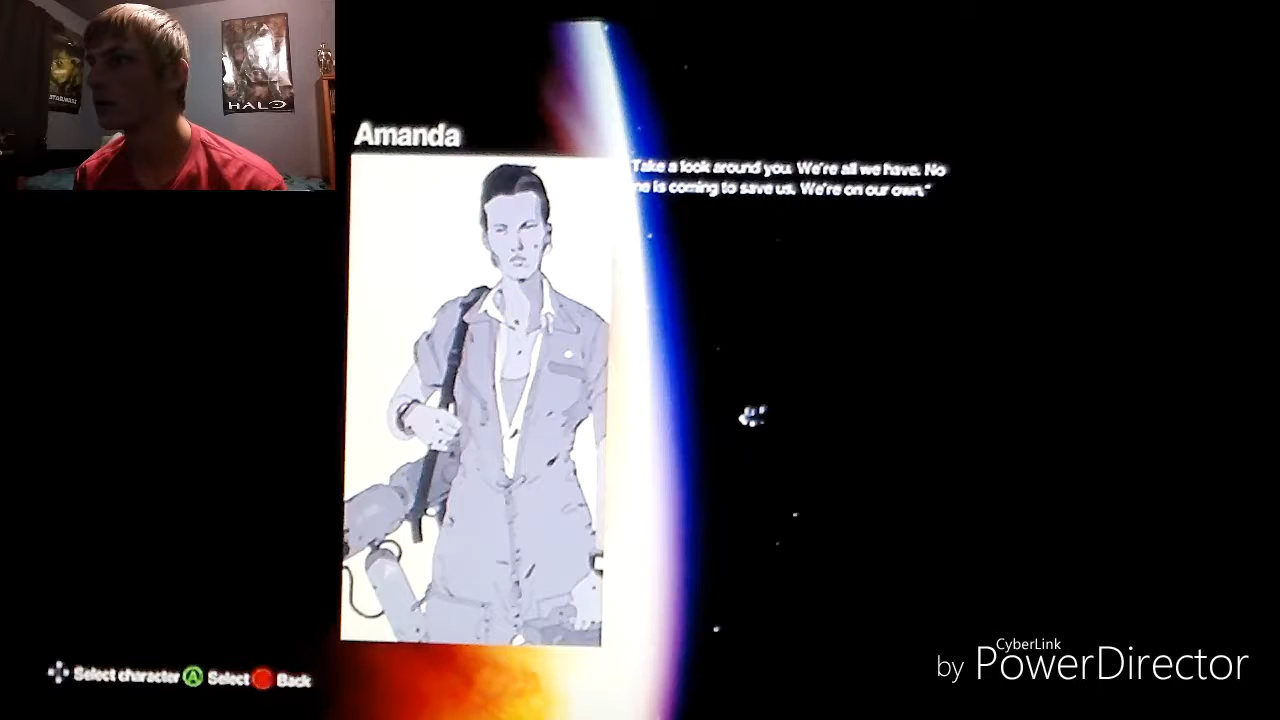 HALO
Amanda
Take a look around you. We're all we have. No
is coming to save us. We're on our own."
Select character A Select Back
CyberLink
by PowerDirector